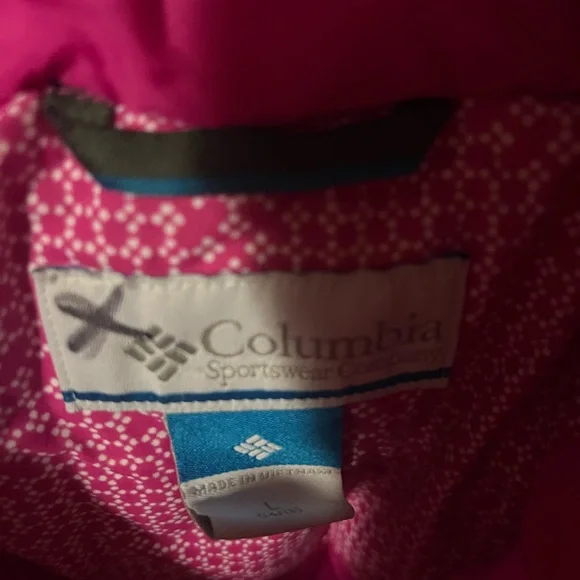 Columbia
Sportswear Company
MADE IN VIETNAM
L